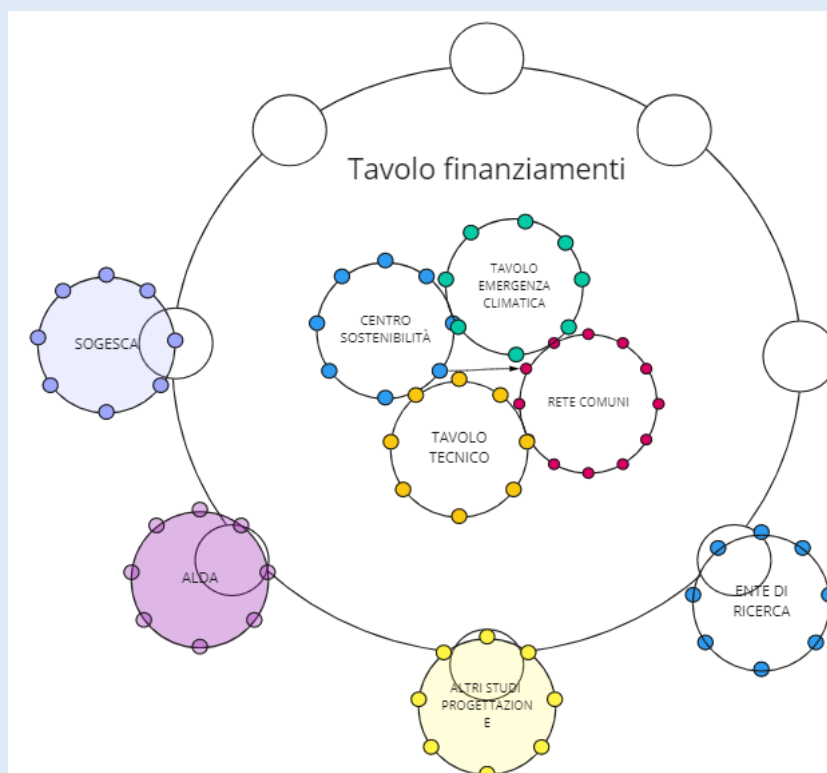 Tavolo finanziamenti
TAVOLO
EMERGENZA
CLIMATICA
CENTRO
SOSTENIBILITÀ
SOGESCA
RETE COMUNI
TAVOLO
TECNICO
ALDA
ENTE DI
RICERCA
ALTRI STUDI
PROGETTAZION
E